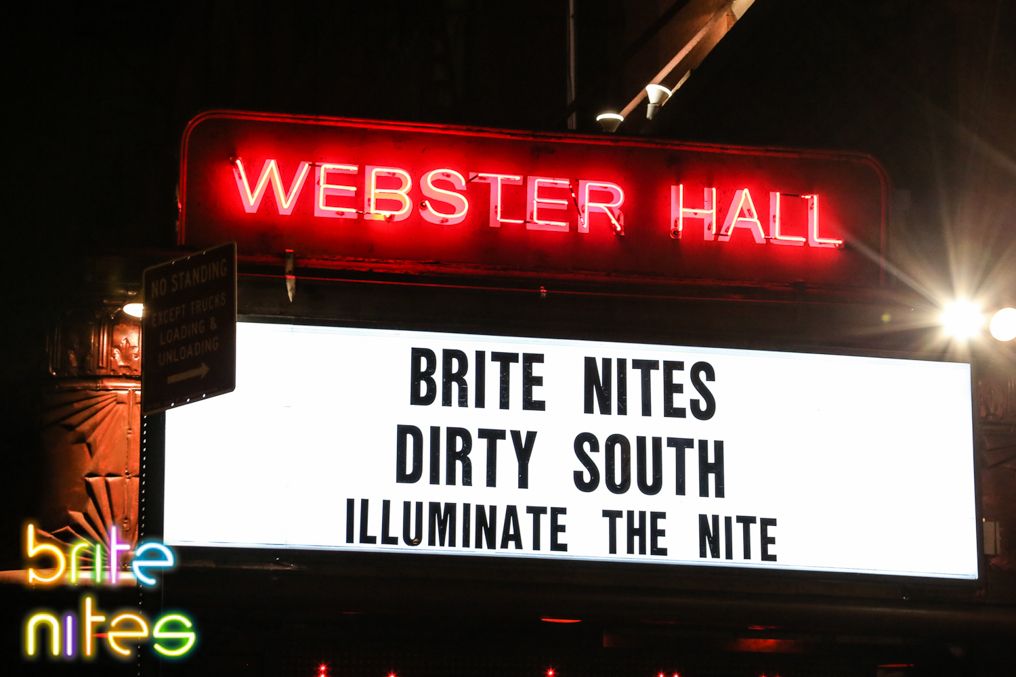 WEBSTER HALL
NO STANDING
EXCEPT TRUCKS
LOADING &
UNLOADING
BRITE NITES
DIRTY SOUTH
ILLUMINATE THE NITE
brite
nites